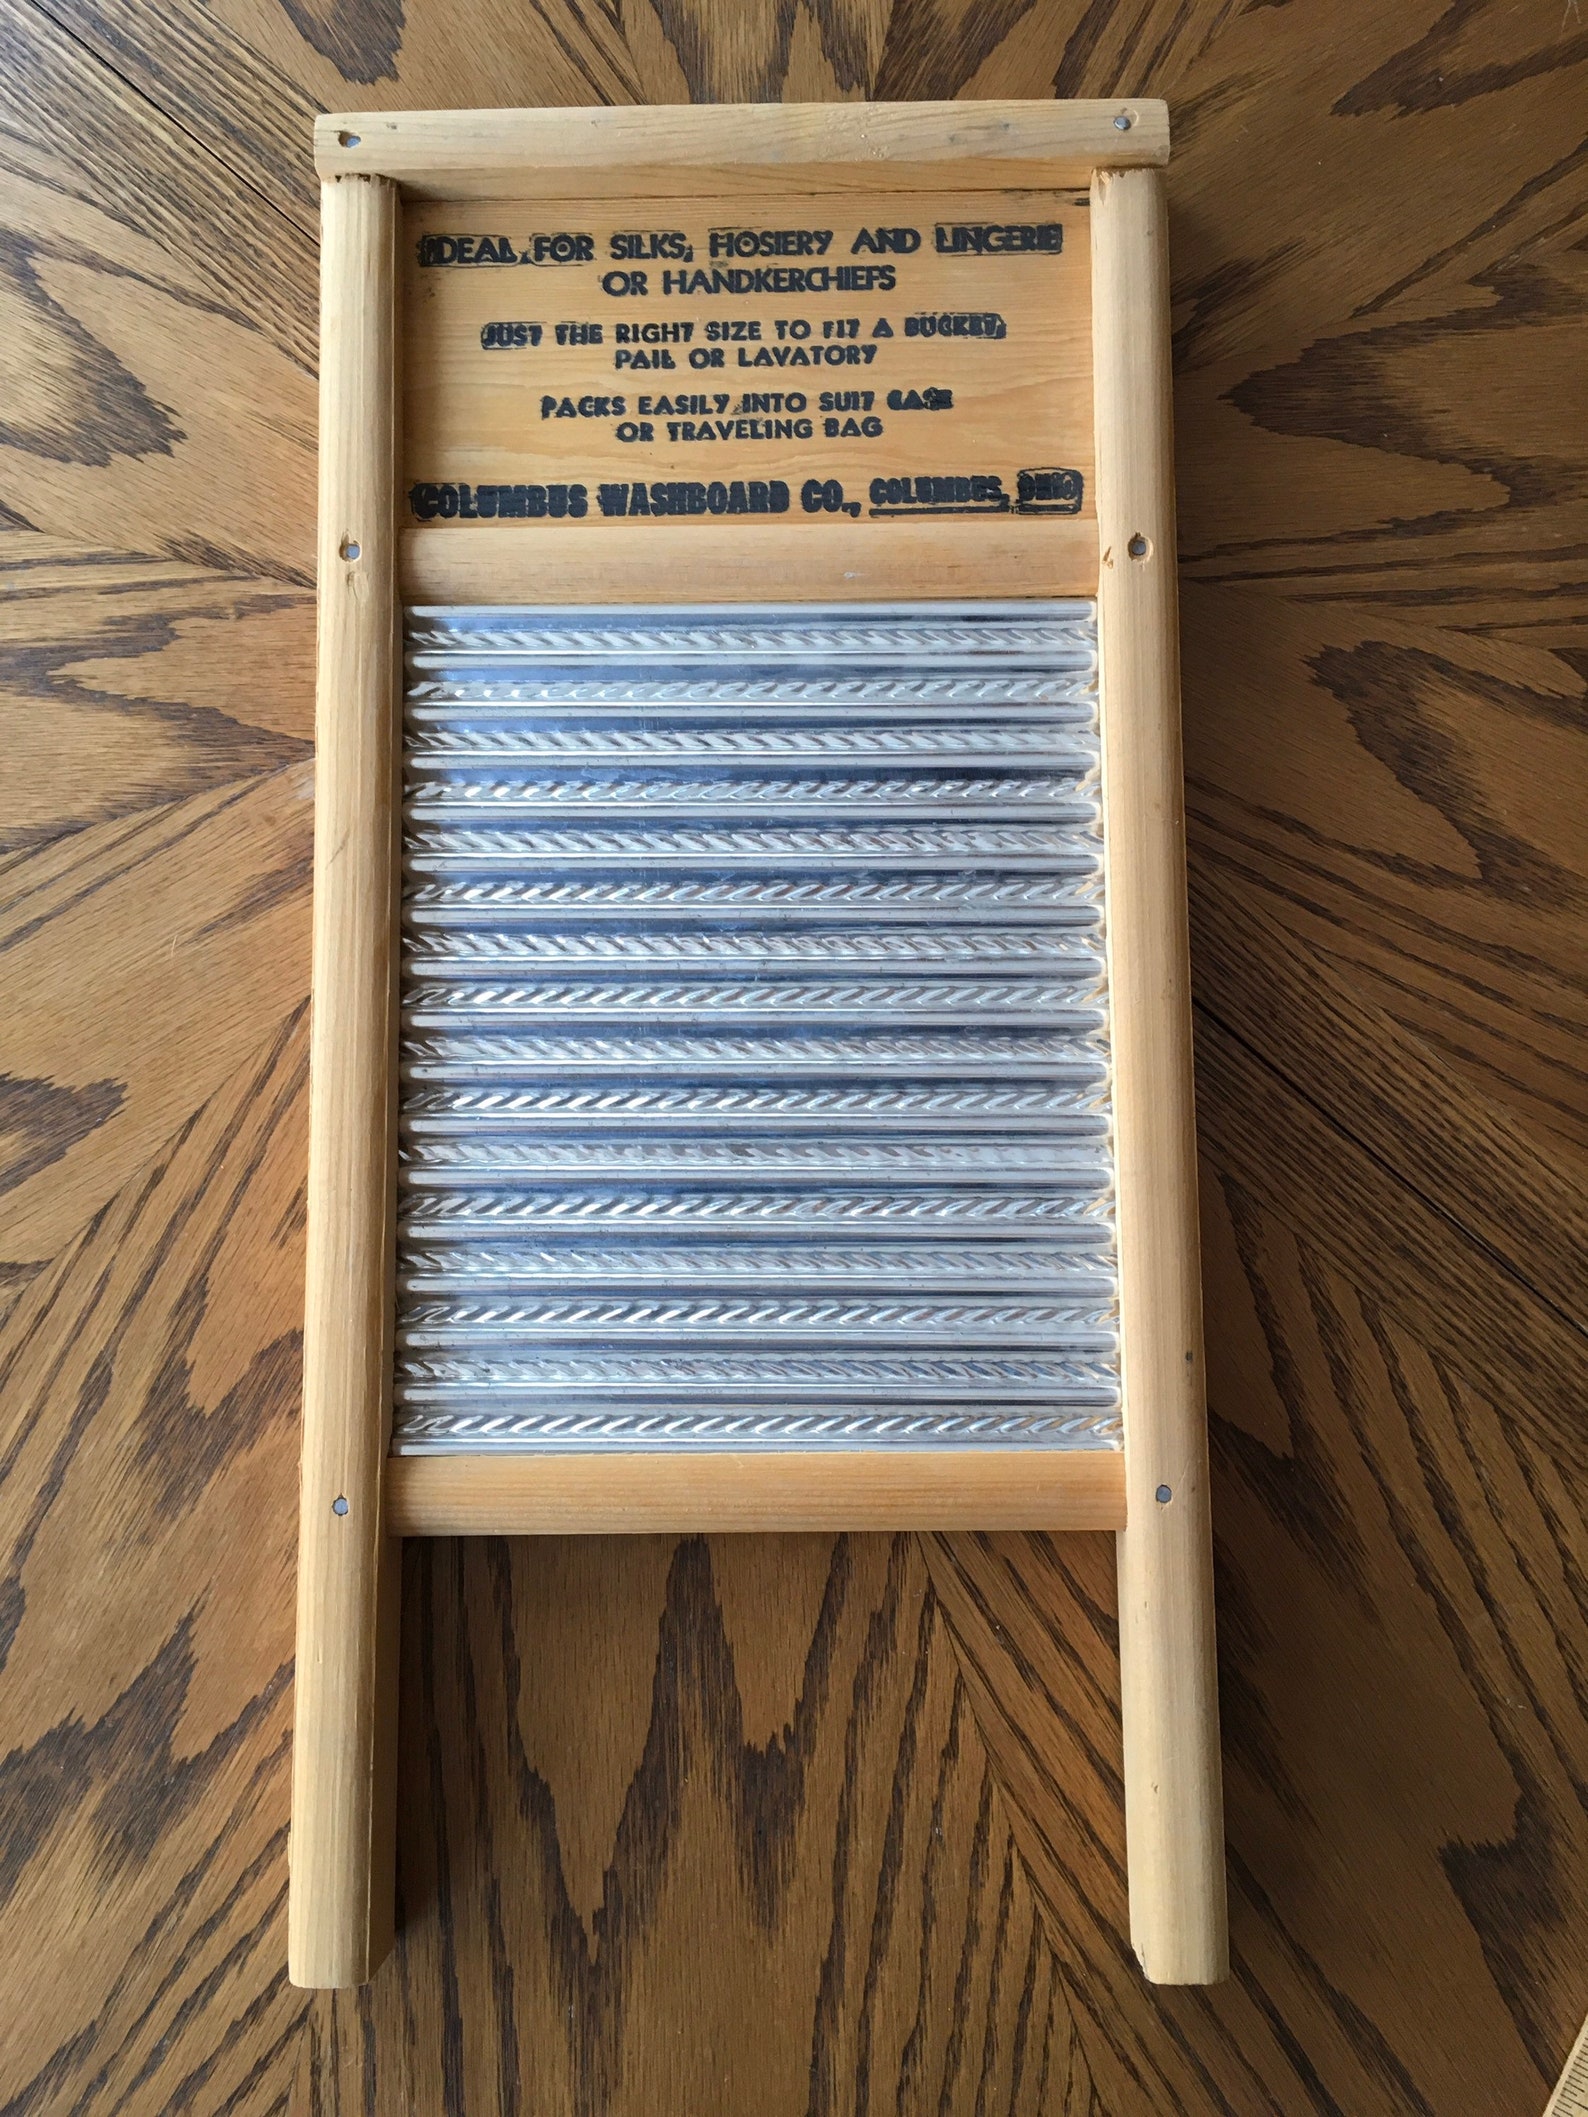 IDEAL FOR SILKS, HOSIERY AND LINGERIE
OR HANDKERCHIEFS
JUST THE RIGHT SIZE TO FIT A BUCKET,
PAIL OR LAVATORY
PACKS EASILY INTO SUIT CASE
OR TRAVELING BAG
COLUMBUS WASHBOARD CO., COLUMBUS, OHIO